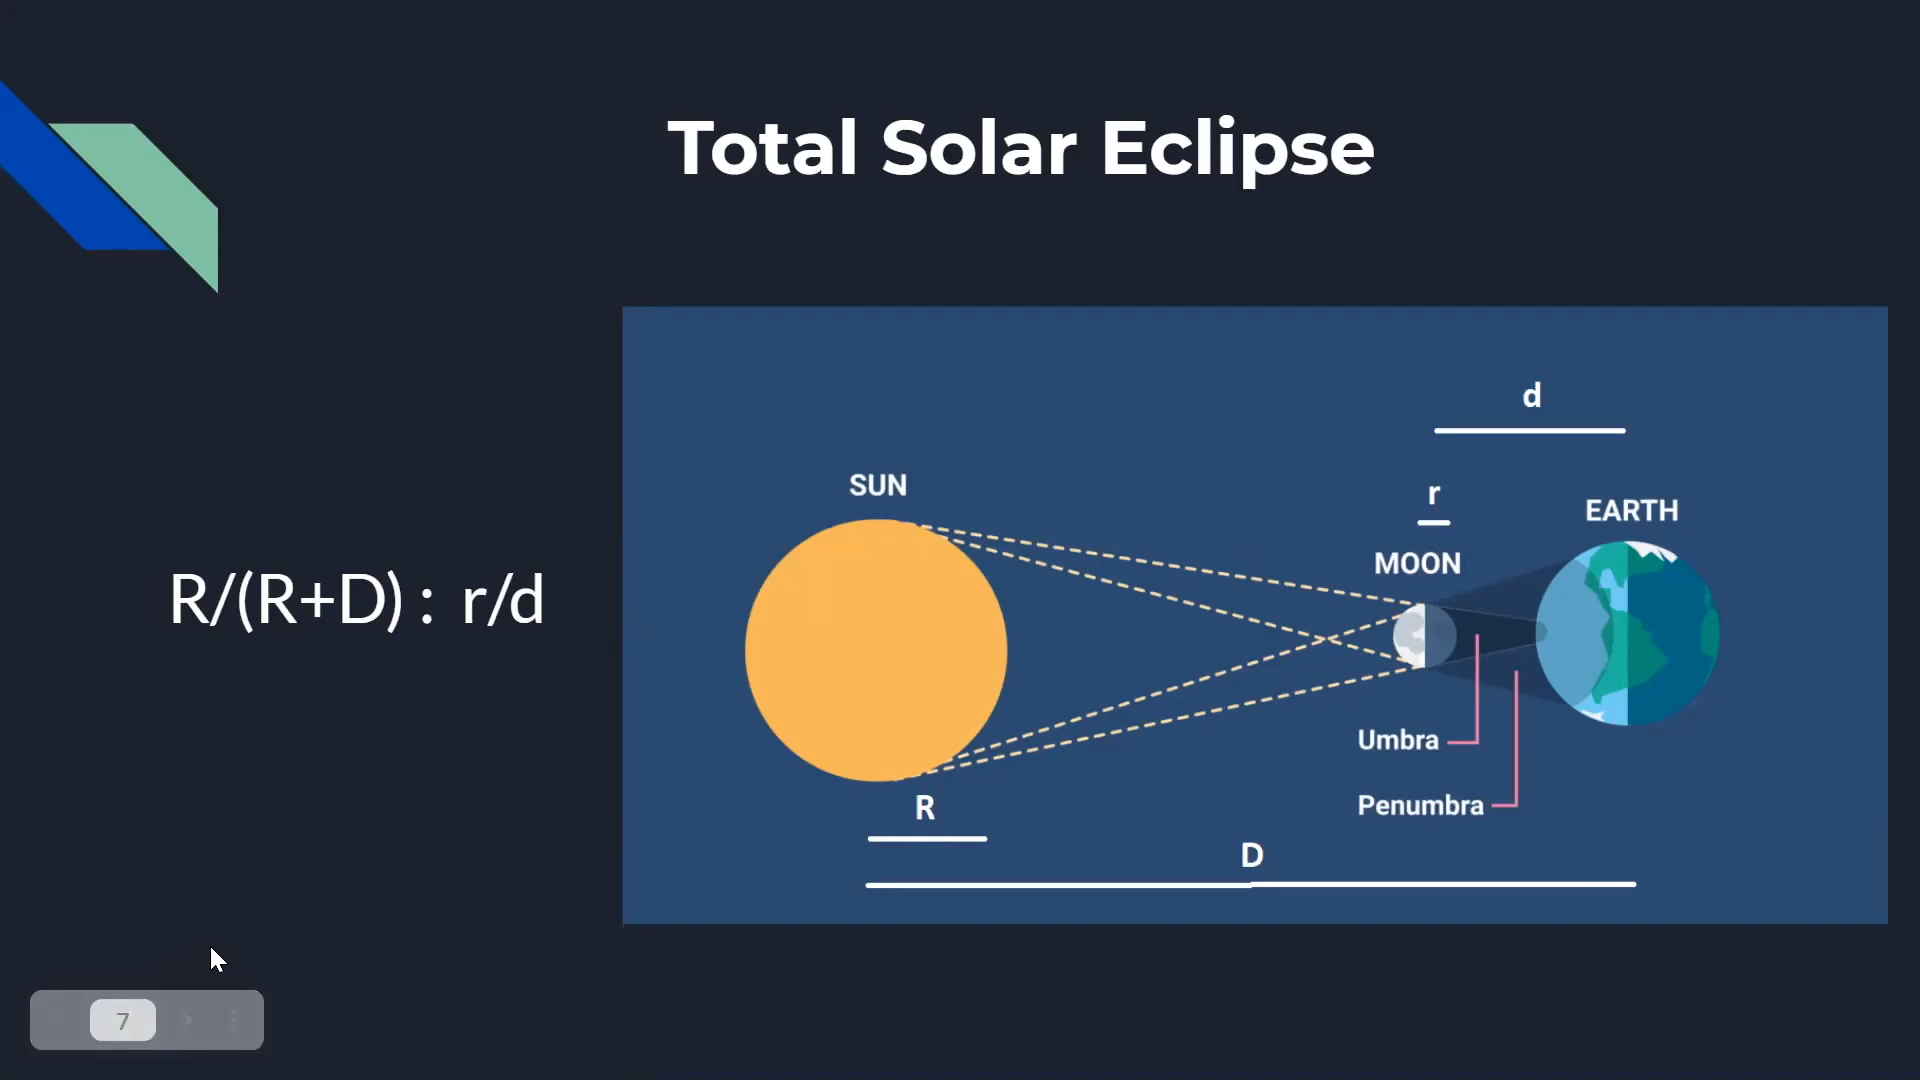 Total Solar Eclipse
R/(R+D) : r/d
d
SUN
r
EARTH
MOON
Umbra
Penumbra
R
D
7